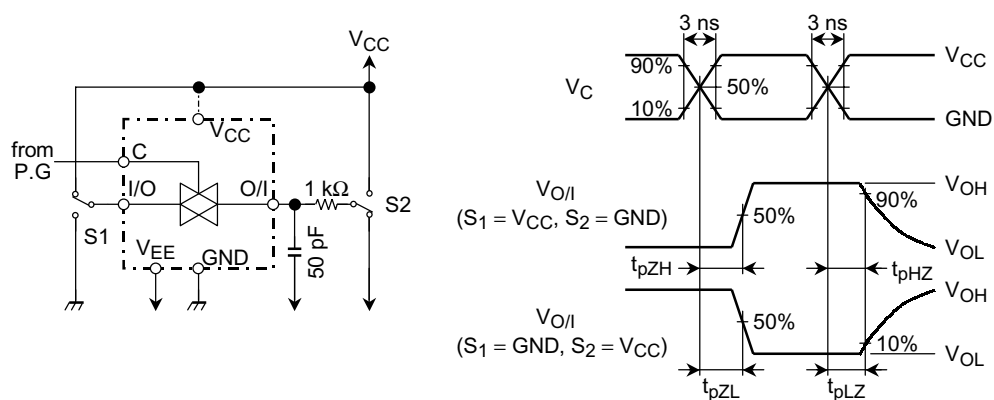 VCC
from
P.G
C
VCC
I/O
O/I
1 kΩ
S1
S2
VEE
GND
50 pF
3 ns
3 ns
VC
90%
10%
50%
VCC
GND
VO/I
(S1 = VCC, S2 = GND)
50%
90%
VOH
VOL
tpZH
tpHZ
VO/I
(S1 = GND, S2 = VCC)
50%
10%
VOH
VOL
tpZL
tpLZ